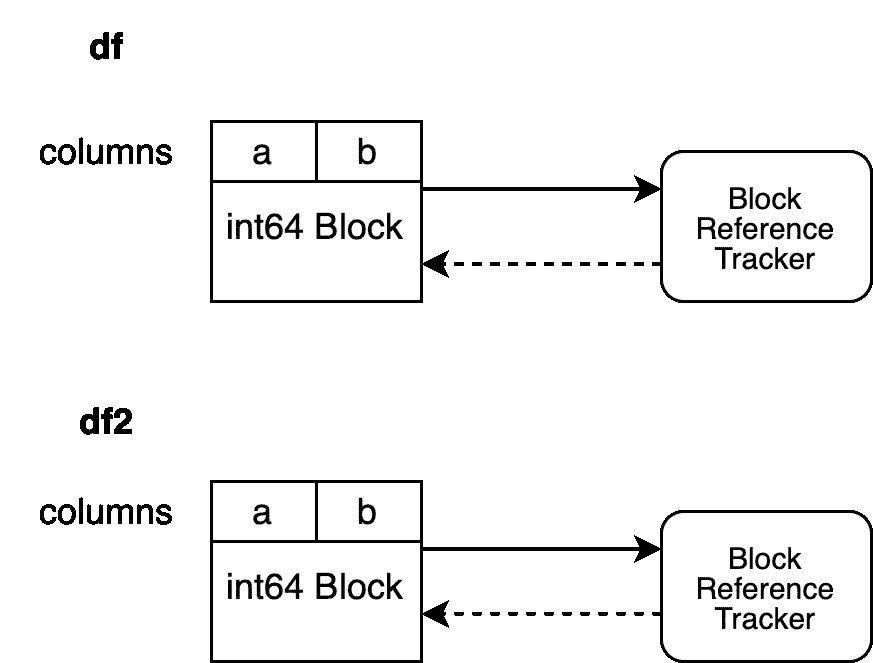 df
columns
a
b
int64 Block
Block
Reference
Tracker
df2
columns
a
b
int64 Block
Block
Reference
Tracker